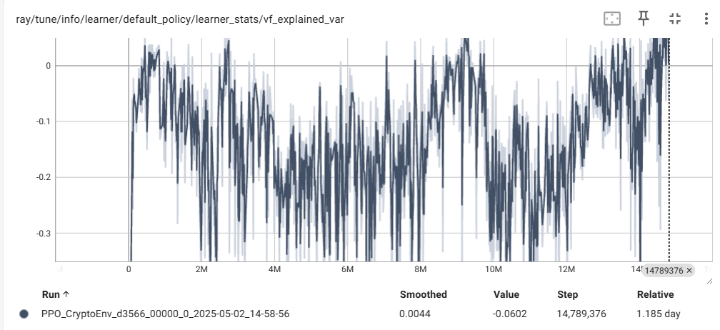 ray/tune/info/learner/default_policy/learner_stats/vf_explained_var
0
-0.1
-0.2
-0.3
0 2M 4M 6M 8M 10M 12M 14789376 ×
Run ↑ Smoothed Value Step Relative
PPO_CryptoEnv_d3566_00000_0_2025-05-02_14-58-56 0.0044 -0.0602 14,789,376 1.185 day